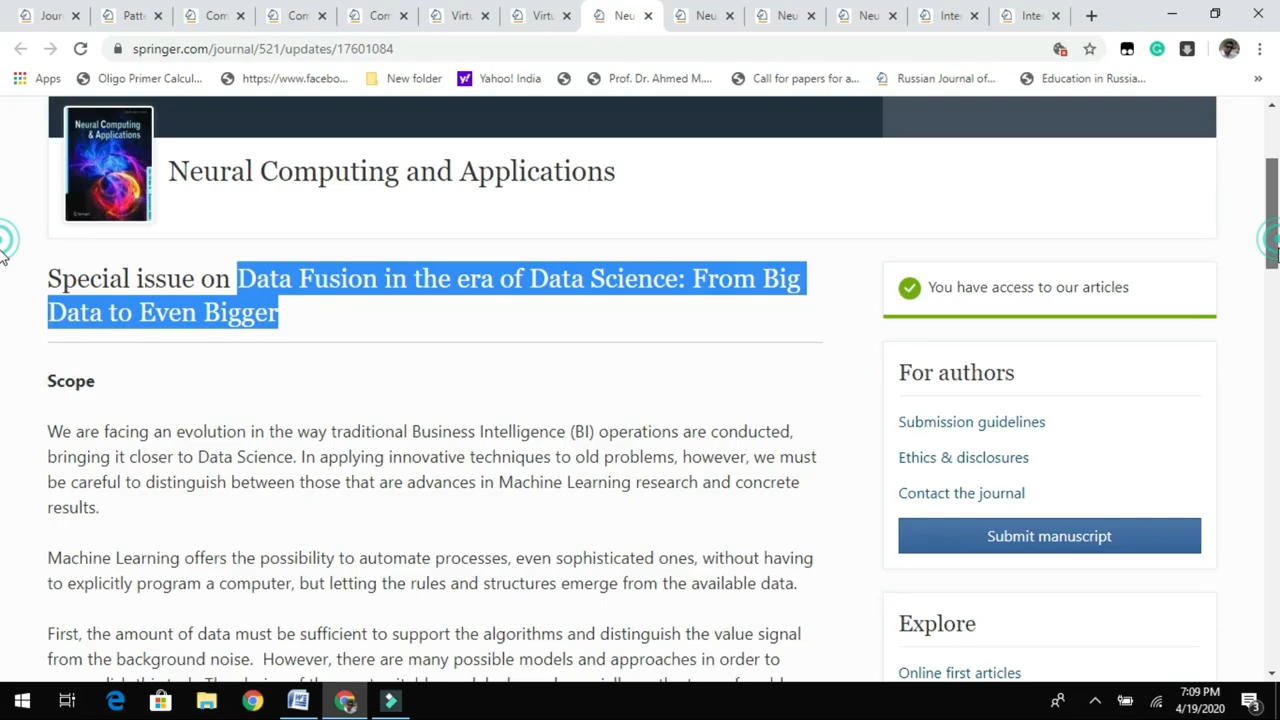 Jour
Patte
Com
Com
Com
Virtu
Virtu
Neu
Neu
Neu
Neu
Inte
Inte
springer.com/journal/521/updates/17601084
Apps
Oligo Primer Calcul...
https://www.facebo...
New folder
Yahoo! India
Prof. Dr. Ahmed M....
Call for papers for a...
Russian Journal of...
Education in Russia...
»
Neural Computing
& Applications
Neural Computing and Applications
Special issue on Data Fusion in the era of Data Science: From Big
Data to Even Bigger
Scope
We are facing an evolution in the way traditional Business Intelligence (BI) operations are conducted,
bringing it closer to Data Science. In applying innovative techniques to old problems, however, we must
be careful to distinguish between those that are advances in Machine Learning research and concrete
results.
Machine Learning offers the possibility to automate processes, even sophisticated ones, without having
to explicitly program a computer, but letting the rules and structures emerge from the available data.
First, the amount of data must be sufficient to support the algorithms and distinguish the value signal
from the background noise. However, there are many possible models and approaches in order to
You have access to our articles
For authors
Submission guidelines
Ethics & disclosures
Contact the journal
Submit manuscript
Explore
Online first articles
7:09 PM
4/19/2020
3